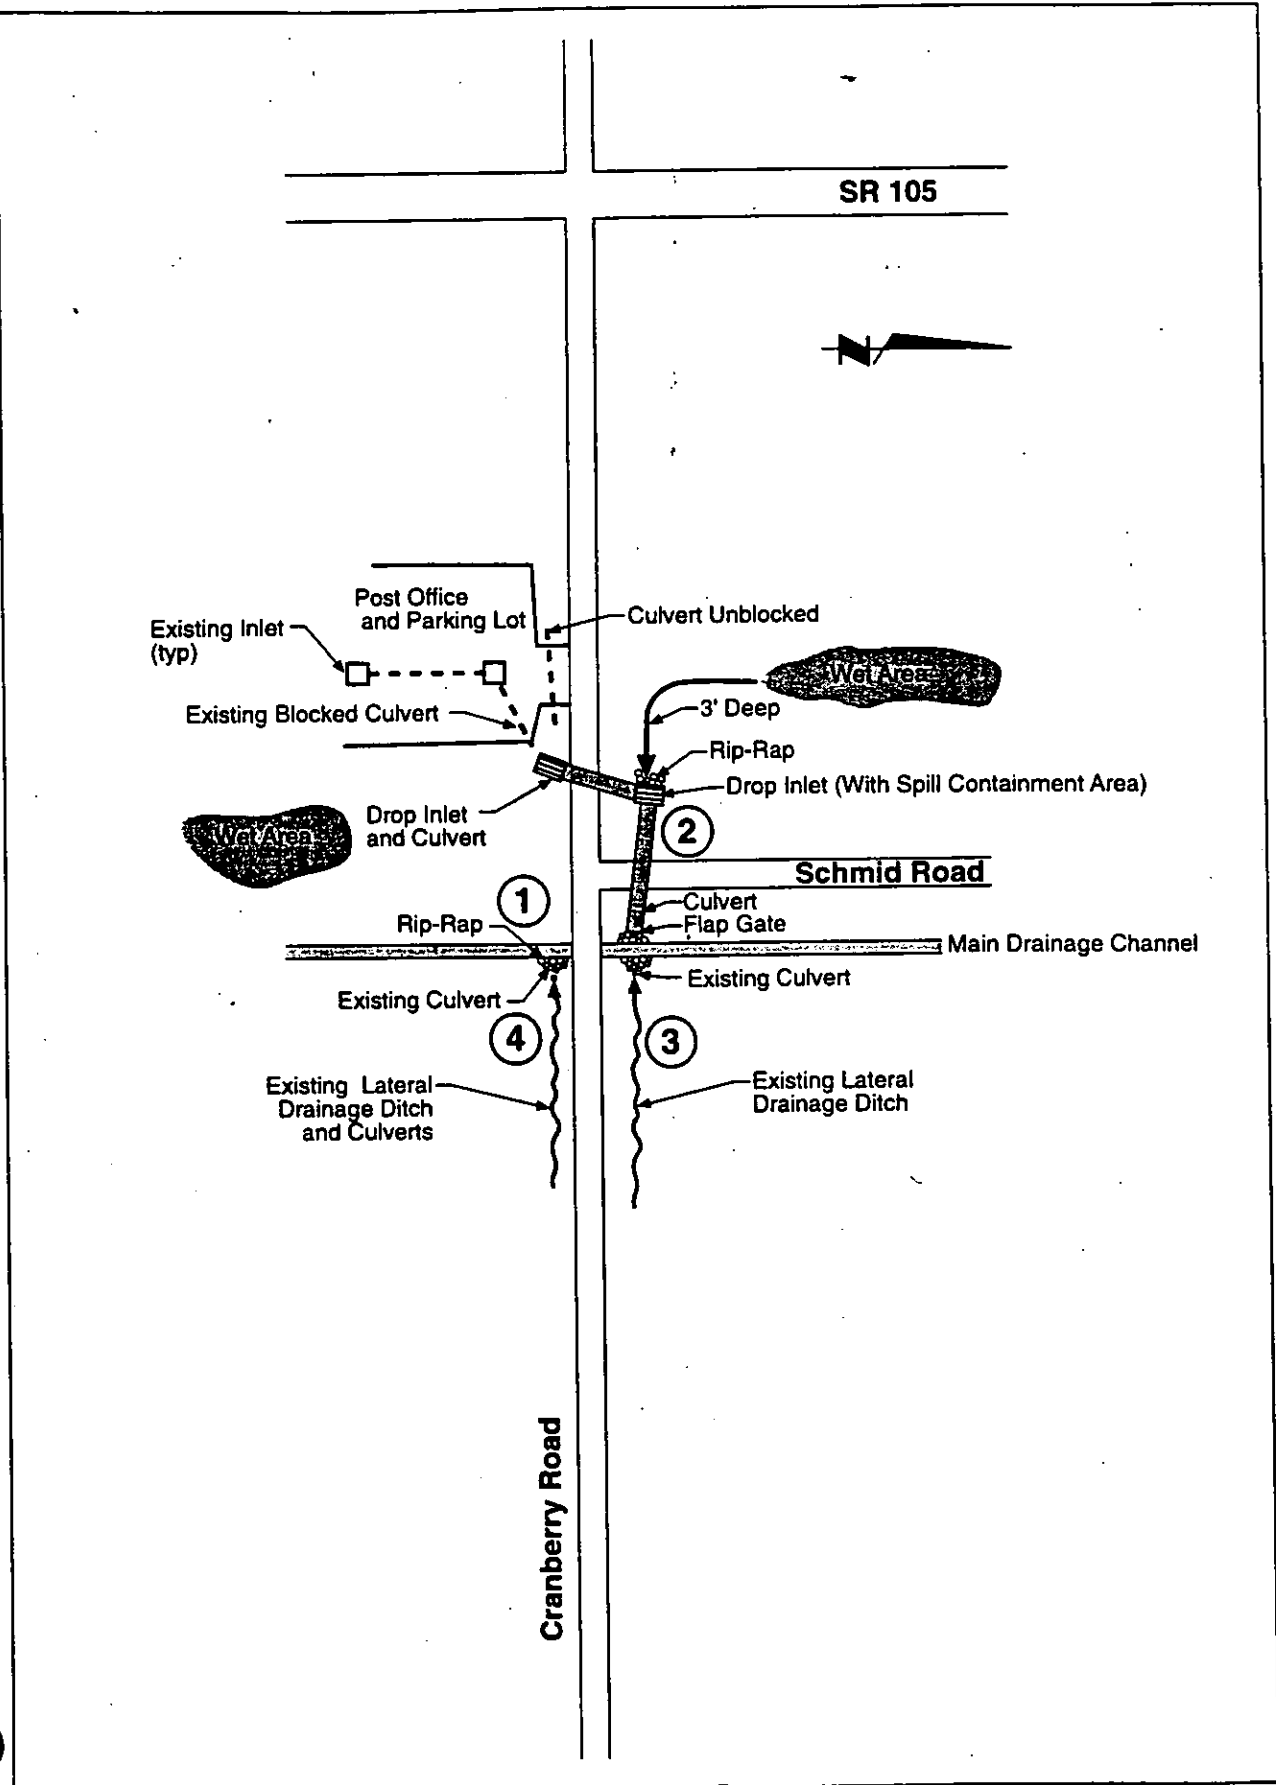 SR 105
N
Post Office
and Parking Lot
Culvert Unblocked
Existing Inlet
(typ)
Wet Area
Existing Blocked Culvert
3' Deep
Rip-Rap
Drop Inlet (With Spill Containment Area)
Drop Inlet
and Culvert
2
Wet Area
Schmid Road
1
Culvert
Rip-Rap
Flap Gate
Main Drainage Channel
Existing Culvert
Existing Culvert
4
3
Existing Lateral
Drainage Ditch
and Culverts
Existing Lateral
Drainage Ditch
Cranberry Road